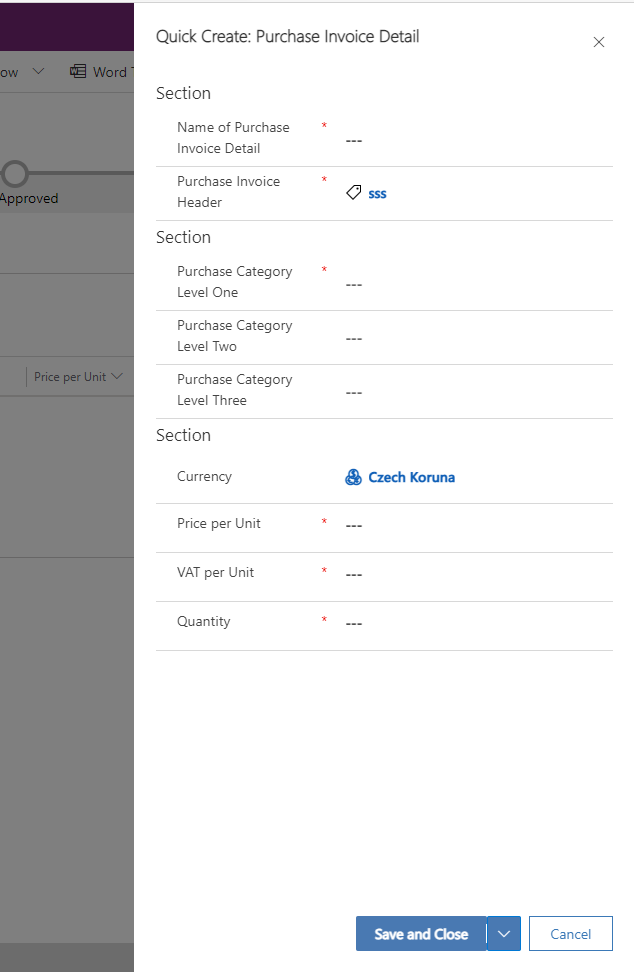 Quick Create: Purchase Invoice Detail
ow
Word
Section
Name of Purchase
Invoice Detail
*
---
Approved
Purchase Invoice
Header
*
sss
Section
Purchase Category
Level One
*
---
Purchase Category
Level Two
---
Price per Unit
Purchase Category
Level Three
---
Section
Currency
Czech Koruna
Price per Unit * ---
VAT per Unit * ---
Quantity * ---
Save and Close
Cancel